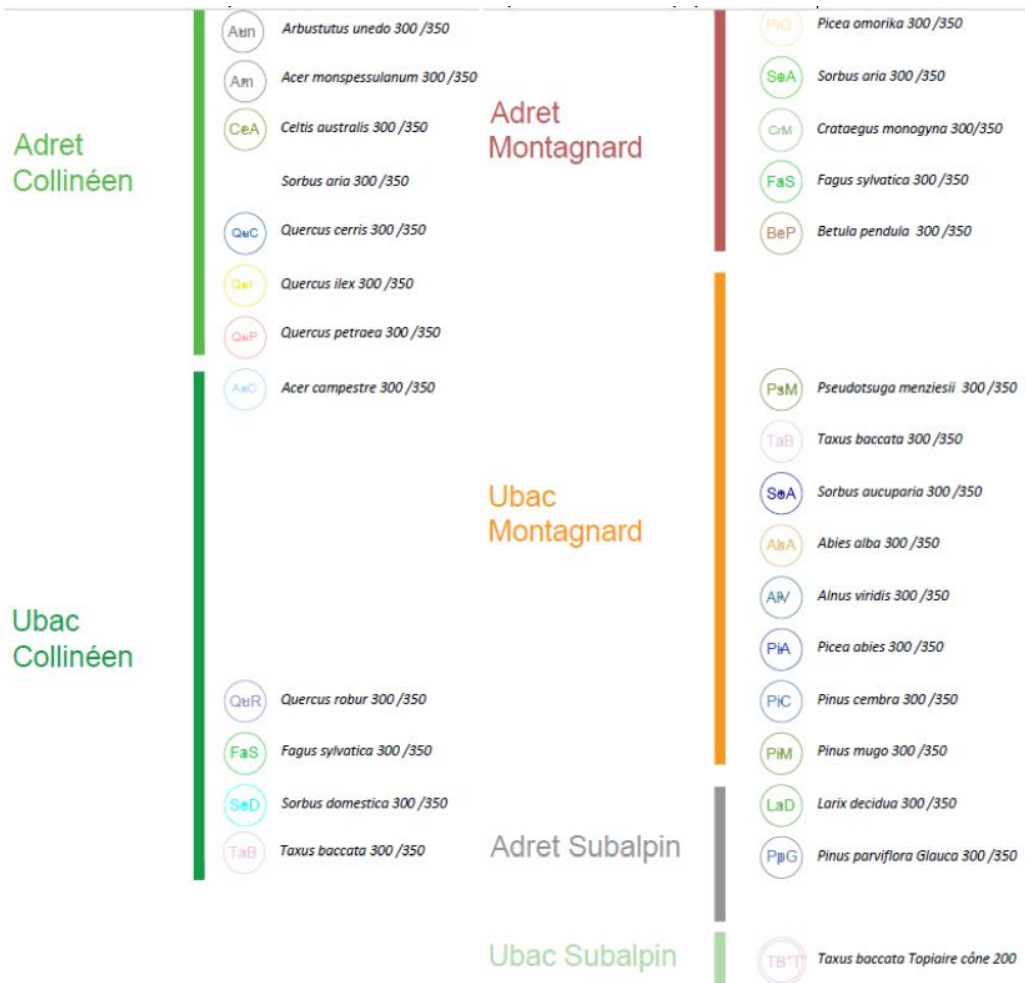 Adret
Collinéen
Aun Arbustutus unedo 300 /350
Am Acer monspessulanum 300 /350
CeA Celtis australis 300 /350
Sorbus aria 300 /350
QuC Quercus cerris 300 /350
QuI Quercus ilex 300 /350
QuP Quercus petraea 300 /350
Ubac
Collinéen
AcC Acer campestre 300 /350
QuR Quercus robur 300 /350
FaS Fagus sylvatica 300 /350
SoD Sorbus domestica 300 /350
TaB Taxus baccata 300 /350
Adret
Montagnard
PiO Picea omorika 300 /350
SoA Sorbus aria 300 /350
CrM Crataegus monogyna 300/350
FaS Fagus sylvatica 300 /350
BeP Betula pendula 300 /350
Ubac
Montagnard
PsM Pseudotsuga menziesii 300 /350
TaB Taxus baccata 300 /350
SoA Sorbus aucuparia 300 /350
AbA Abies alba 300 /350
AlV Alnus viridis 300 /350
PiA Picea abies 300 /350
PiC Pinus cembra 300 /350
PiM Pinus mugo 300 /350
Adret Subalpin
LaD Larix decidua 300 /350
PpG Pinus parviflora Glauca 300 /350
Ubac Subalpin
TB"T" Taxus baccata Topiaire cône 200